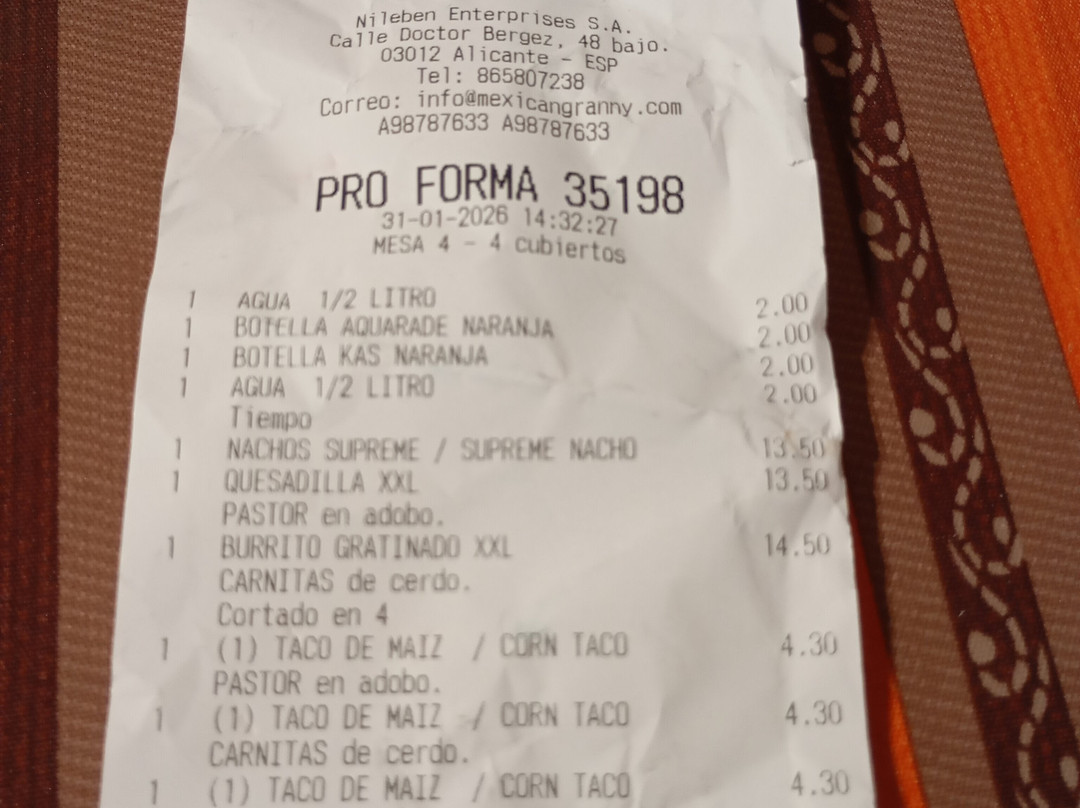 Nileben Enterprises S.A.
Calle Doctor Bergez, 48 bajo.
03012 Alicante - ESP
Tel: 865807238
Correo: info@mexicangranny.com
A98787633 A98787633
PRO FORMA 35198
31-01-2026 14:32:27
MESA 4 - 4 cubiertos
1 AGUA 1/2 LITRO 2.00
1 BOTELLA AQUARADE NARANJA 2.00
1 BOTELLA KAS NARANJA 2.00
1 AGUA 1/2 LITRO 2.00
Tiempo
1 NACHOS SUPREME / SUPREME NACHO 13.50
1 QUESADILLA XXL 13.50
PASTOR en adobo.
1 BURRITO GRATINADO XXL 14.50
CARNITAS de cerdo.
Cortado en 4
1 (1) TACO DE MAIZ / CORN TACO 4.30
PASTOR en adobo.
1 (1) TACO DE MAIZ / CORN TACO 4.30
CARNITAS de cerdo.
1 (1) TACO DE MAIZ / CORN TACO 4.30